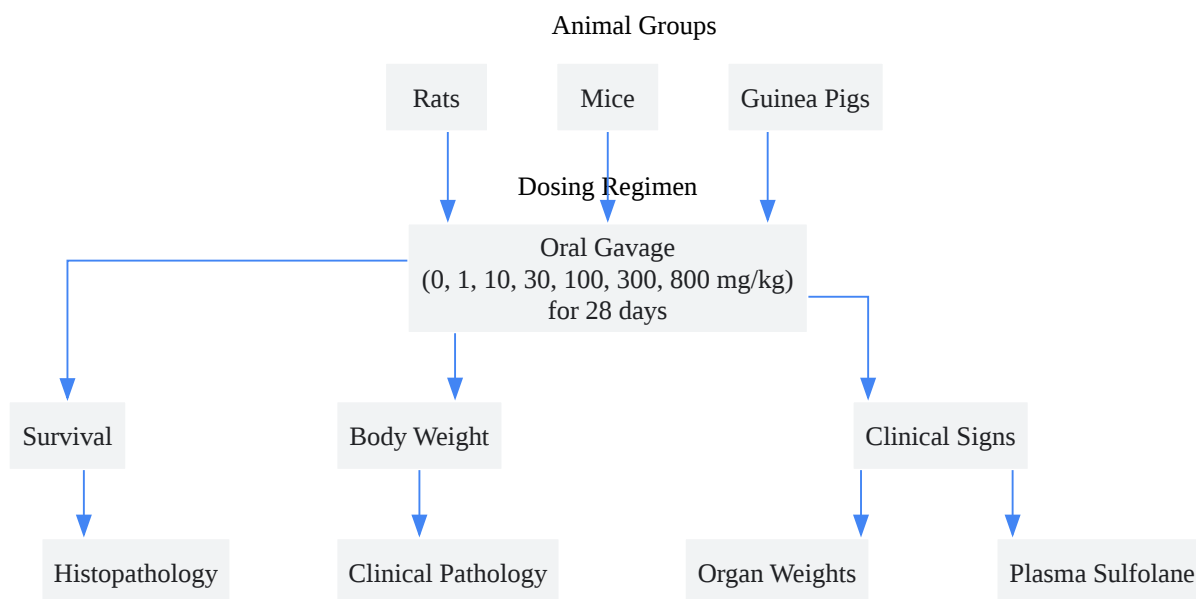 Animal Groups
Rats
Mice
Guinea Pigs
Dosing Regimen
Oral Gavage
(0, 1, 10, 30, 100, 300, 800 mg/kg)
for 28 days
Survival
Body Weight
Clinical Signs
Histopathology
Clinical Pathology
Organ Weights
Plasma Sulfolane